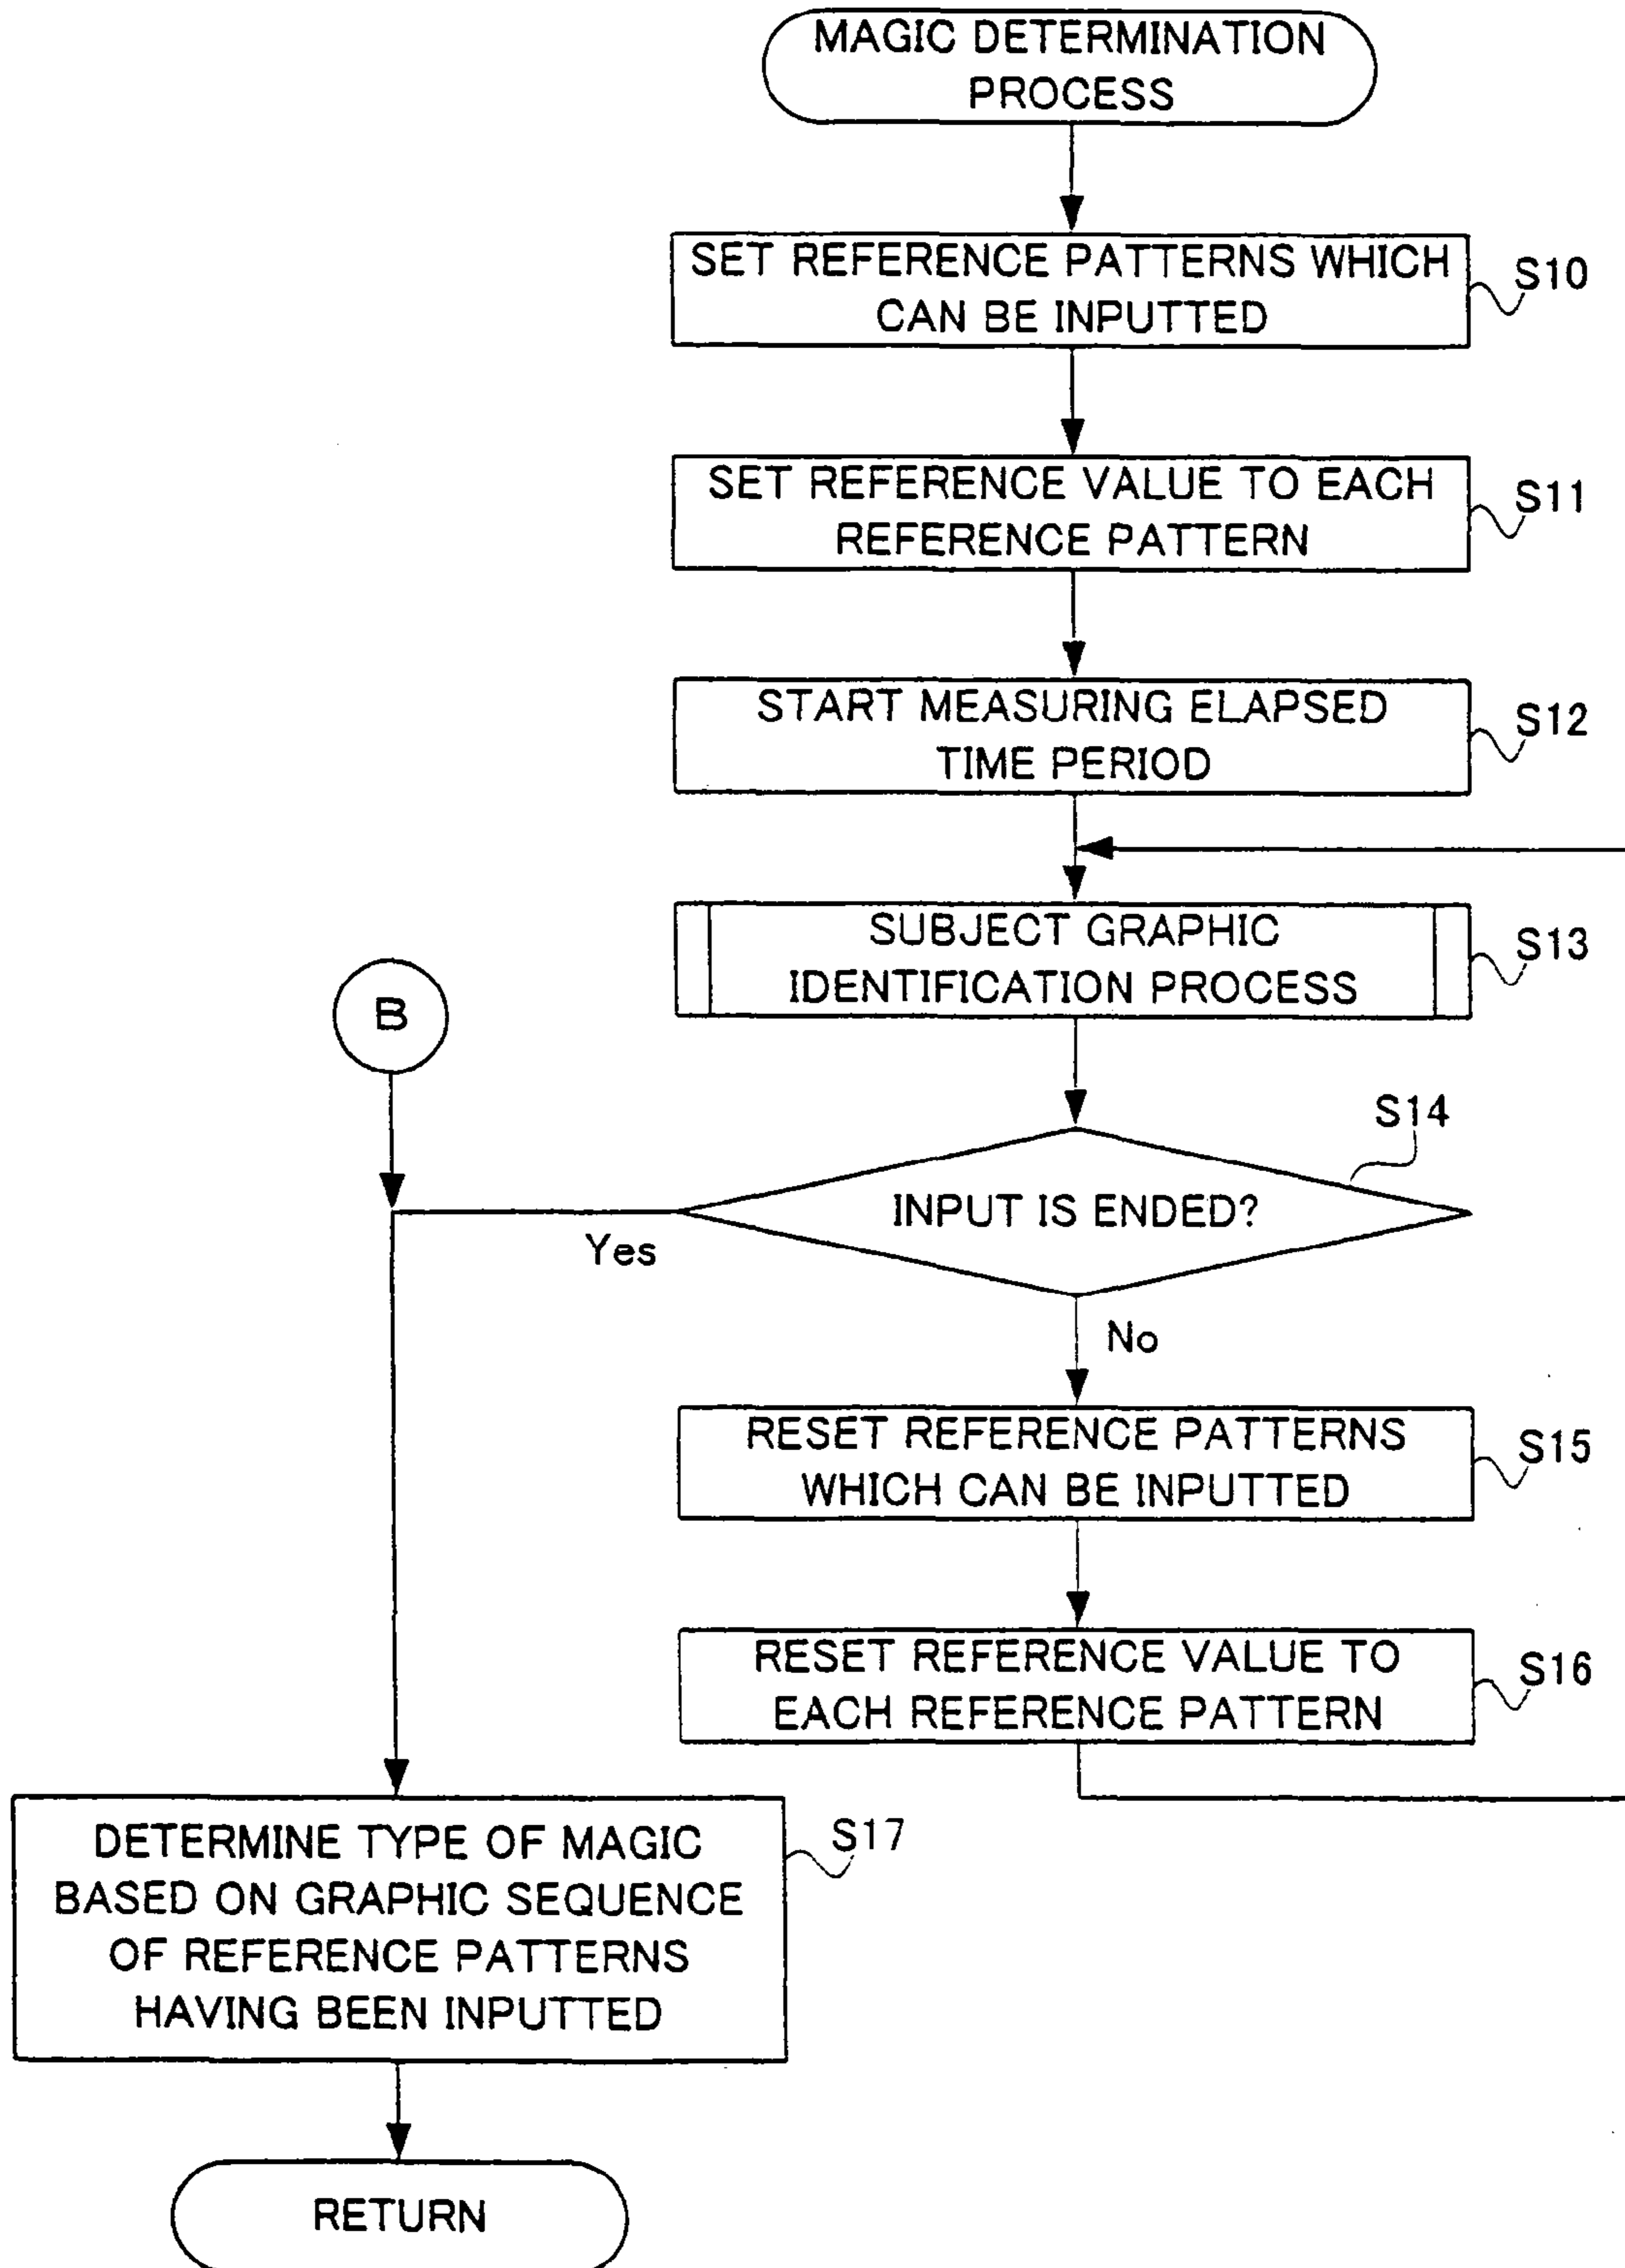 MAGIC DETERMINATION
PROCESS
SET REFERENCE PATTERNS WHICH
CAN BE INPUTTED
S10
SET REFERENCE VALUE TO EACH
REFERENCE PATTERN
S11
START MEASURING ELAPSED
TIME PERIOD
S12
SUBJECT GRAPHIC
IDENTIFICATION PROCESS
S13
B
S14
INPUT IS ENDED?
Yes
No
RESET REFERENCE PATTERNS
WHICH CAN BE INPUTTED
S15
RESET REFERENCE VALUE TO
EACH REFERENCE PATTERN
S16
DETERMINE TYPE OF MAGIC
BASED ON GRAPHIC SEQUENCE
OF REFERENCE PATTERNS
HAVING BEEN INPUTTED
S17
RETURN